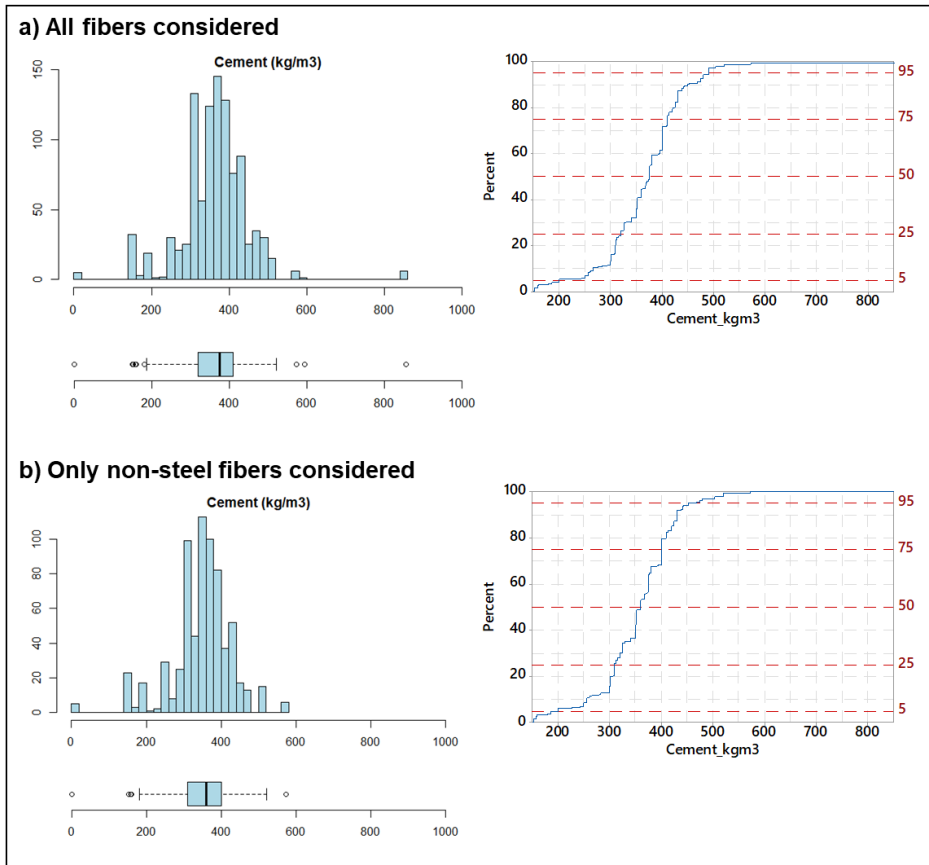 a) All fibers considered
Cement (kg/m3)
150
100
50
0
0 200 400 600 800 1000
0 200 400 600 800 1000
100
80
60
40
20
0
Percent
95
75
50
25
5
200 300 400 500 600 700 800
Cement_kgm3
b) Only non-steel fibers considered
Cement (kg/m3)
100
80
60
40
20
0
0 200 400 600 800 1000
0 200 400 600 800 1000
100
80
60
40
20
0
Percent
95
75
50
25
5
200 300 400 500 600 700 800
Cement_kgm3